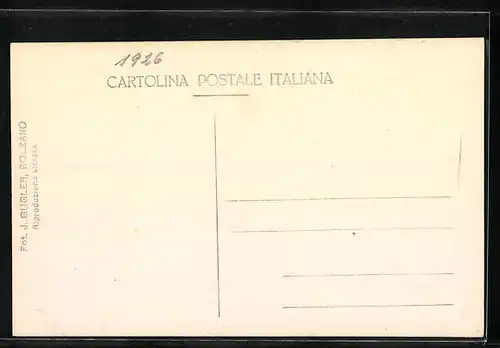 1926
CARTOLINA POSTALE ITALIANA
Fot. J. GUGLER, BOLZANO
Riproduzione vietata